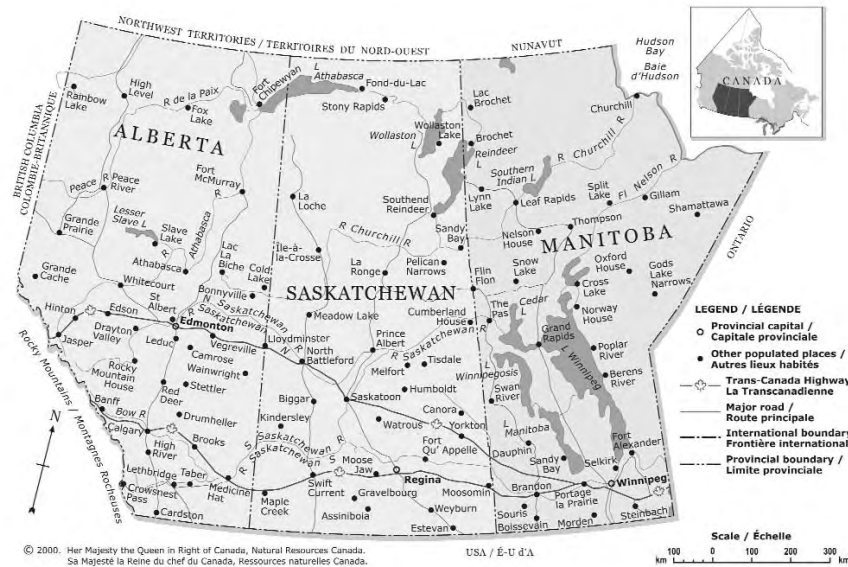 NORTHWEST TERRITORIES / TERRITOIRES DU NORD-OUEST
NUNAVUT
Hudson
Bay
Baie
d'Hudson
CANADA
BRITISH COLUMBIA
COLOMBIE-BRITANNIQUE
ALBERTA
Rainbow
Lake
High
Level
R de la Paix
Fox
Lake
Fort
Chipewyan
L
Athabasca
Fond-du-Lac
Stony Rapids
Wollaston
L
Wollaston
Lake
Lac
Brochet
Brochet
Reindeer
L
Churchill
R Churchill R
Southern
Indian L
Peace R
Peace
River
Fort
McMurray
La
Loche
Southend
Reindeer
Lynn
Lake
Leaf Rapids
Split
Lake
Fl Nelson R
Gillam
Shamattawa
Grande
Prairie
Lesser
Slave L
Slave
Lake
Athabasca R
R
Athabasca
Lac
La
Biche
Île-à-
la-Crosse
R Churchill R
Sandy
Bay
Nelson
House
Thompson
MANITOBA
ONTARIO
Grande
Cache
Whitecourt
Cold
Lake
Bonnyville
La
Ronge
Pelican
Narrows
Flin
Flon
Snow
Lake
Oxford
House
Gods
Lake
Narrows
Cross
Lake
SASKATCHEWAN
Hinton
Edson
St
Albert
Edmonton
N Saskatchewan R
R Saskatchewan N
Meadow Lake
Cumberland
House
The
Pas
Cedar L
Norway
House
Jasper
Drayton
Valley
Leduc
Vegreville
Camrose
Lloydminster
North
Battleford
Prince
Albert
R Saskatchewan R
Grand
Rapids
L Winnipeg
Poplar
River
Rocky
Mountain
House
Wainwright
Melfort
Tisdale
L
Winnipegosis
Berens
River
Rocky Mountains / Montagnes Rocheuses
Red
Deer
Stettler
Biggar
Saskatoon
Humboldt
Swan
River
Banff
Bow R
Drumheller
Kindersley
Watrous
Canora
Yorkton
L
Manitoba
Calgary
High
River
Brooks
S Saskatchewan R
R Saskatchewan S
Moose
Jaw
Fort
Qu' Appelle
Dauphin
Sandy
Bay
Fort
Alexander
Selkirk
Lethbridge
Taber
Medicine
Hat
Swift
Current
Regina
Brandon
Winnipeg
Crowsnest
Pass
Maple
Creek
Gravelbourg
Moosomin
Portage
la Prairie
Cardston
Assiniboia
Weyburn
Souris
Boissevain
Morden
Steinbach
Estevan
N
USA / É-U d'A
LEGEND / LÉGENDE
Provincial capital /
Capitale provinciale
Other populated places /
Autres lieux habités
Trans-Canada Highway
La Transcanadienne
Major road /
Route principale
International boundary
Frontière international
Provincial boundary /
Limite provinciale
Scale / Échelle
km 100 0 100 200 300 km
© 2000. Her Majesty the Queen in Right of Canada, Natural Resources Canada.
Sa Majesté la Reine du chef du Canada, Ressources naturelles Canada.